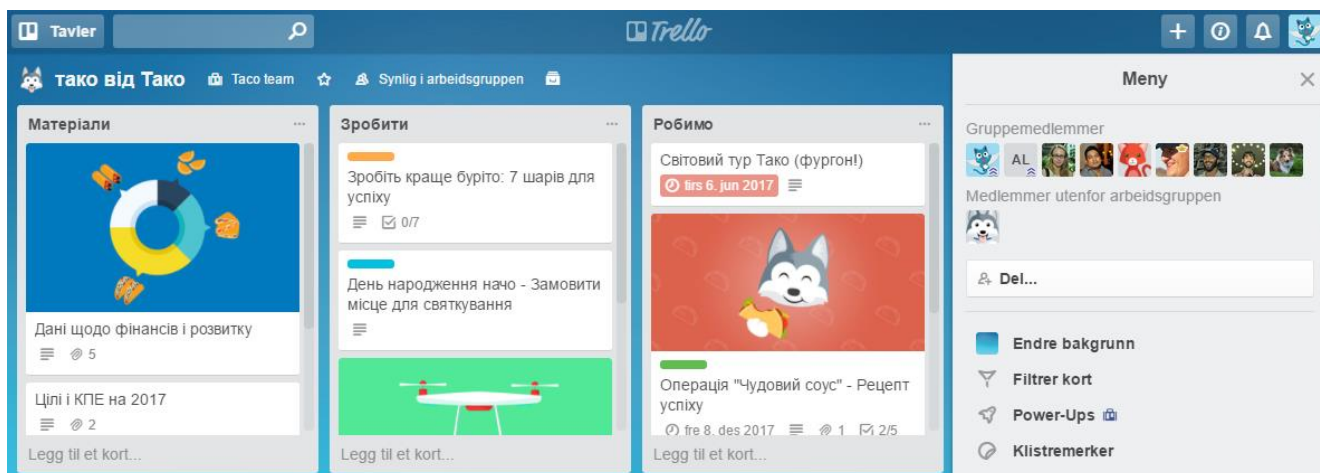 Tavler
Trello
тако від Тако Taco team Synlig i arbeidsgruppen
Матеріали
Дані щодо фінансів і розвитку
5
Цілі і КПЕ на 2017
2
Legg til et kort...
Зробити
Зробіть краще буріто: 7 шарів для
успіху
0/7
День народження начо - Замовити
місце для святкування
Legg til et kort...
Робимо
Світовий тур Тако (фургон!)
tirs 6. jun 2017
Операція "Чудовий соус" - Рецепт
успіху
fre 8. des 2017 1 2/5
Legg til et kort...
Meny
Gruppemedlemmer
AL
Medlemmer utenfor arbeidsgruppen
Del...
Endre bakgrunn
Filtrer kort
Power-Ups
Klistremerker